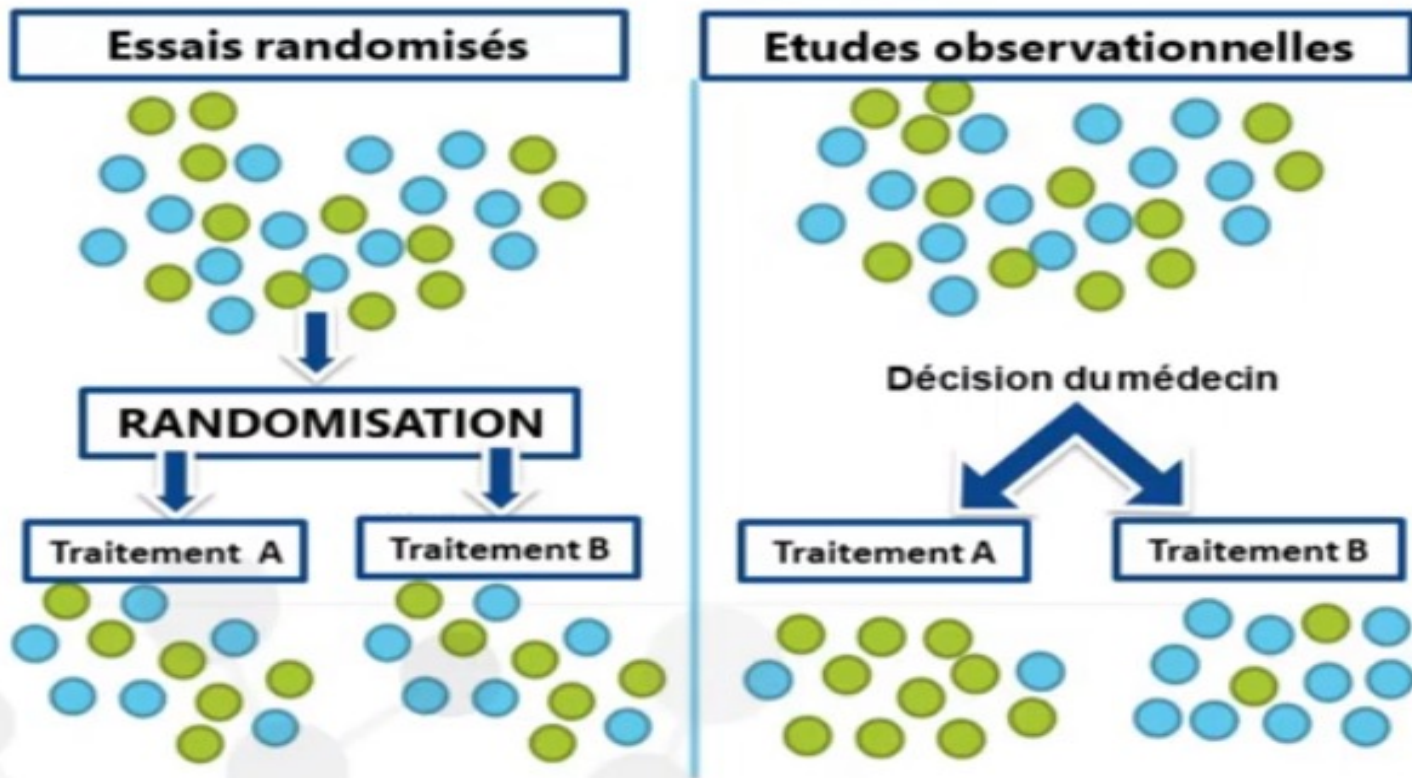 Essais randomisés
Etudes observationnelles
Décision du médecin
RANDOMISATION
Traitement A
Traitement B
Traitement A
Traitement B